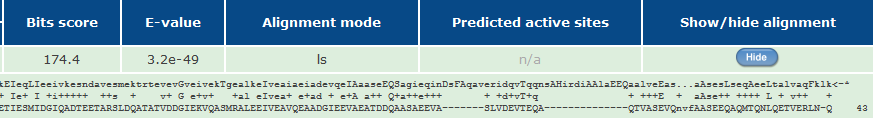 Bits score E-value Alignment mode Predicted active sites Show/hide alignment
174.4 3.2e-49 ls n/a Hide
kEIeqLIeeivkesndavesmektrtevevGveivekTgealkeIveaiaeiadevqeIAaaseEQSagieqinDsFAqaveridqvTqqnsAHirdiAAlaEEQaalveEas...aAseesLseqAeeLtalvaqFklk<-*
+ Ie+ I i+++++ ++s + v+ G e+v+ +al eIvea+ e+ad + e+A a++ Q+a++e+++ + +d+vT+q + +++E + aAse++ ++++ L + v++ +
ETIESMIDGIQADTEETARSLDQATATVDDGIEKVQASMRALEEIVEAVQEAADGIEEVAEATDDQAASAEEVA-------SLVDEVTEQA------------QTVASEVQnvfAASEEQAQMTQNLQETVERLN-Q 43